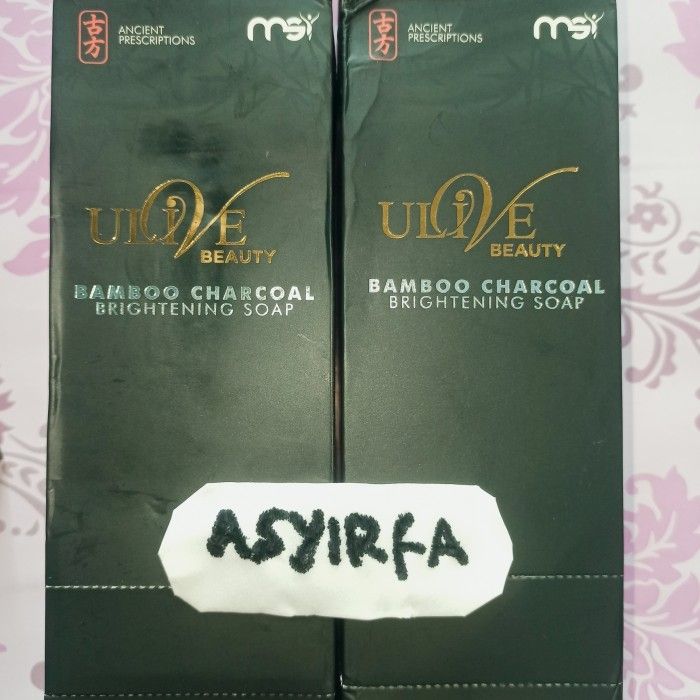 古方
ANCIENT
PRESCRIPTIONS
msi
ULiVE
BEAUTY
BAMBOO CHARCOAL
BRIGHTENING SOAP
古方
ANCIENT
PRESCRIPTIONS
msi
ULiVE
BEAUTY
BAMBOO CHARCOAL
BRIGHTENING SOAP
ASYIRFA